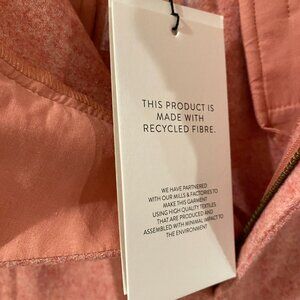 THIS PRODUCT IS
MADE WITH
RECYCLED FIBRE.
WE HAVE PARTNERED
WITH OUR MILLS & FACTORIES TO
MAKE THIS GARMENT
USING HIGH QUALITY TEXTILES
THAT ARE PRODUCED AND
ASSEMBLED WITH MINIMAL IMPACT TO
THE ENVIRONMENT